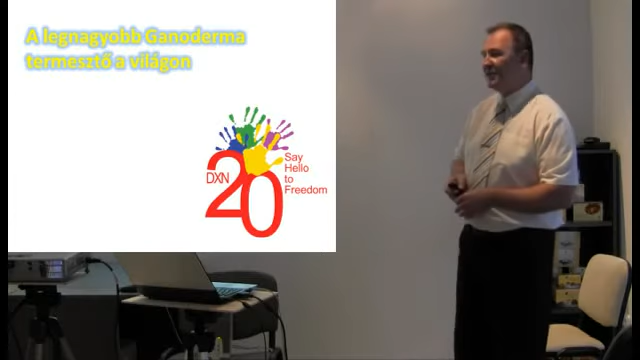 A legnagyobb Ganoderma
termesztő a világon
DXN
20
Say
Hello
to
Freedom